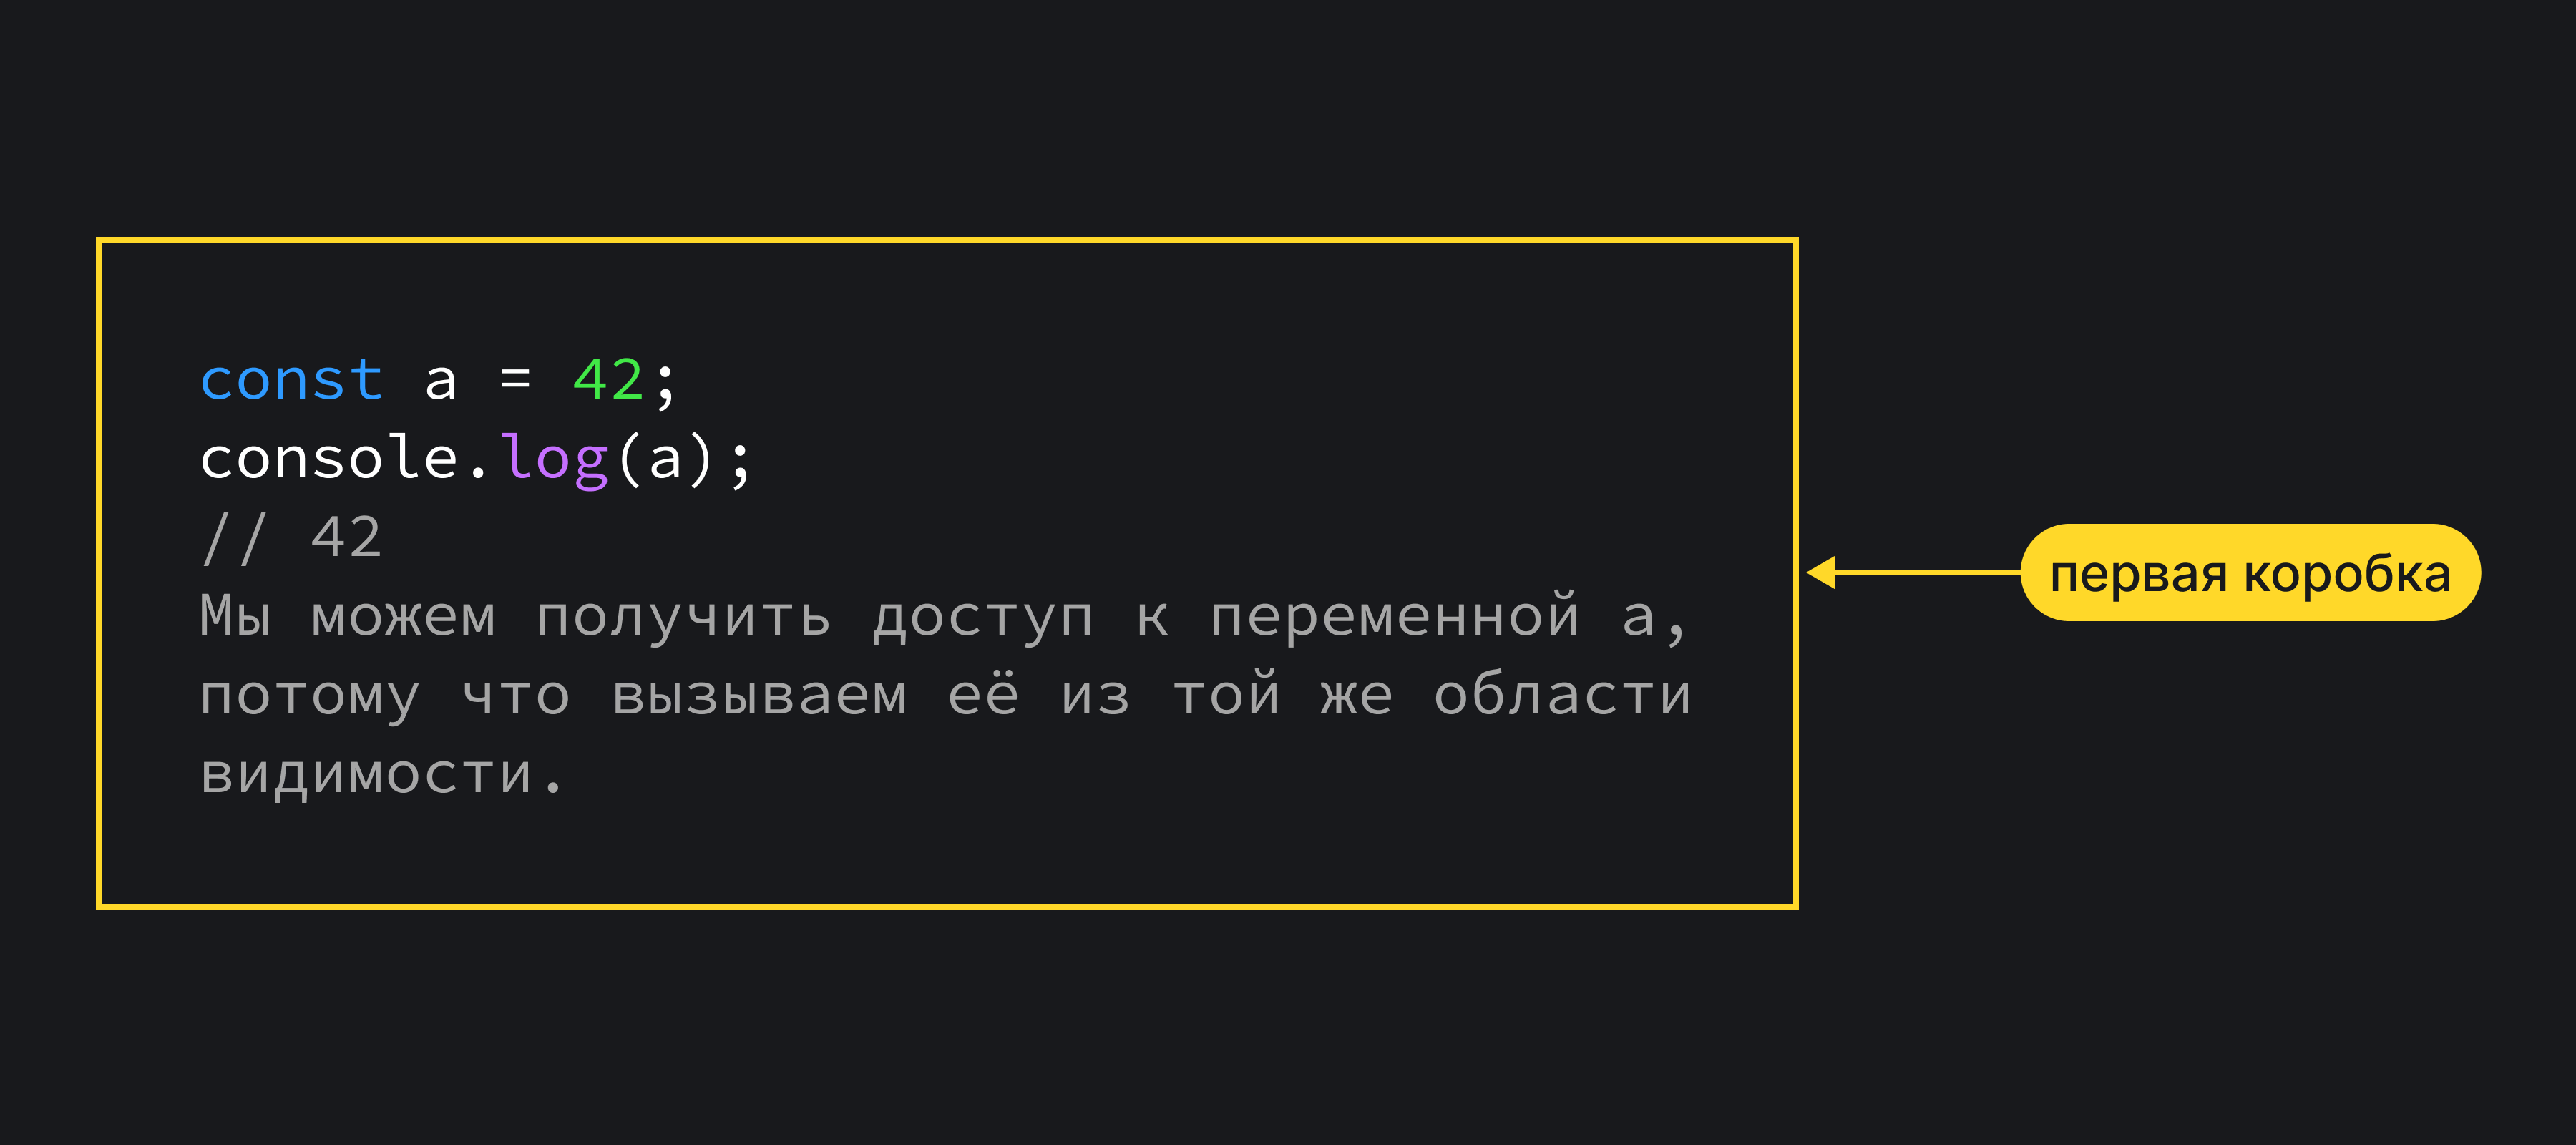 const a = 42;
console.log(a);
// 42
Мы можем получить доступ к переменной а,
потому что вызываем её из той же области
видимости.
первая коробка